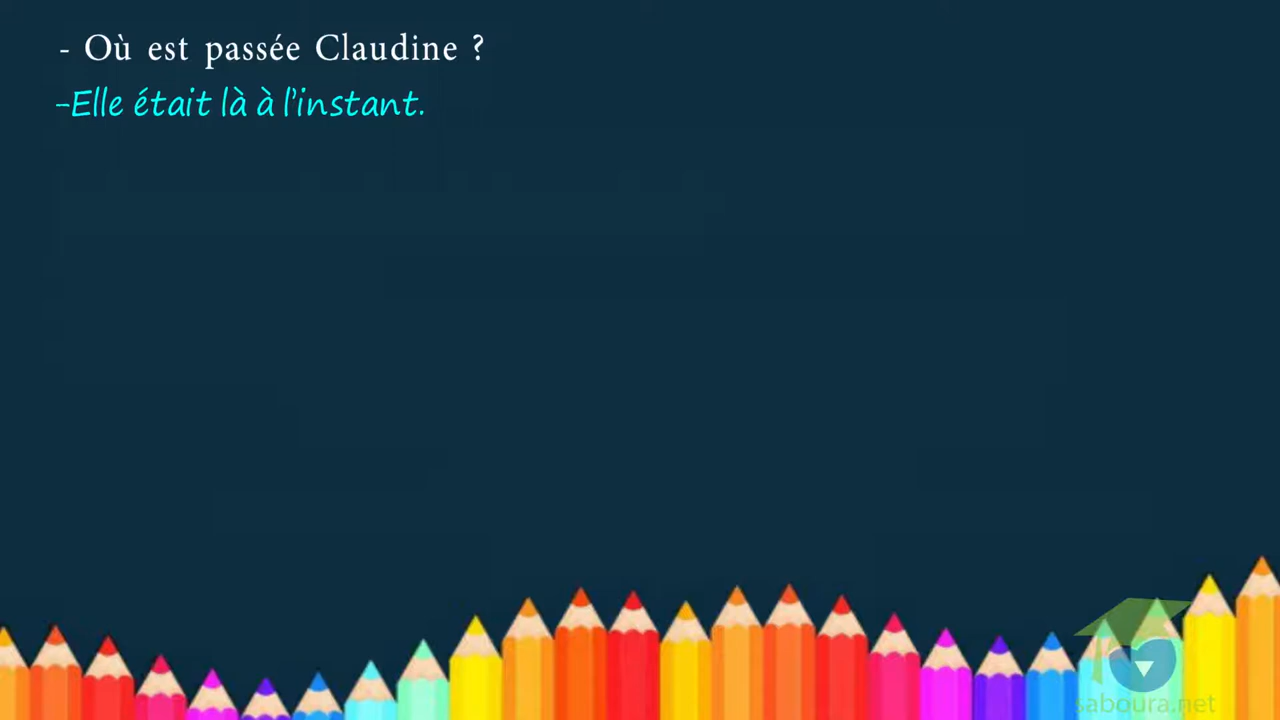 - Où est passée Claudine ?
-Elle était là à l'instant.
saboura.net